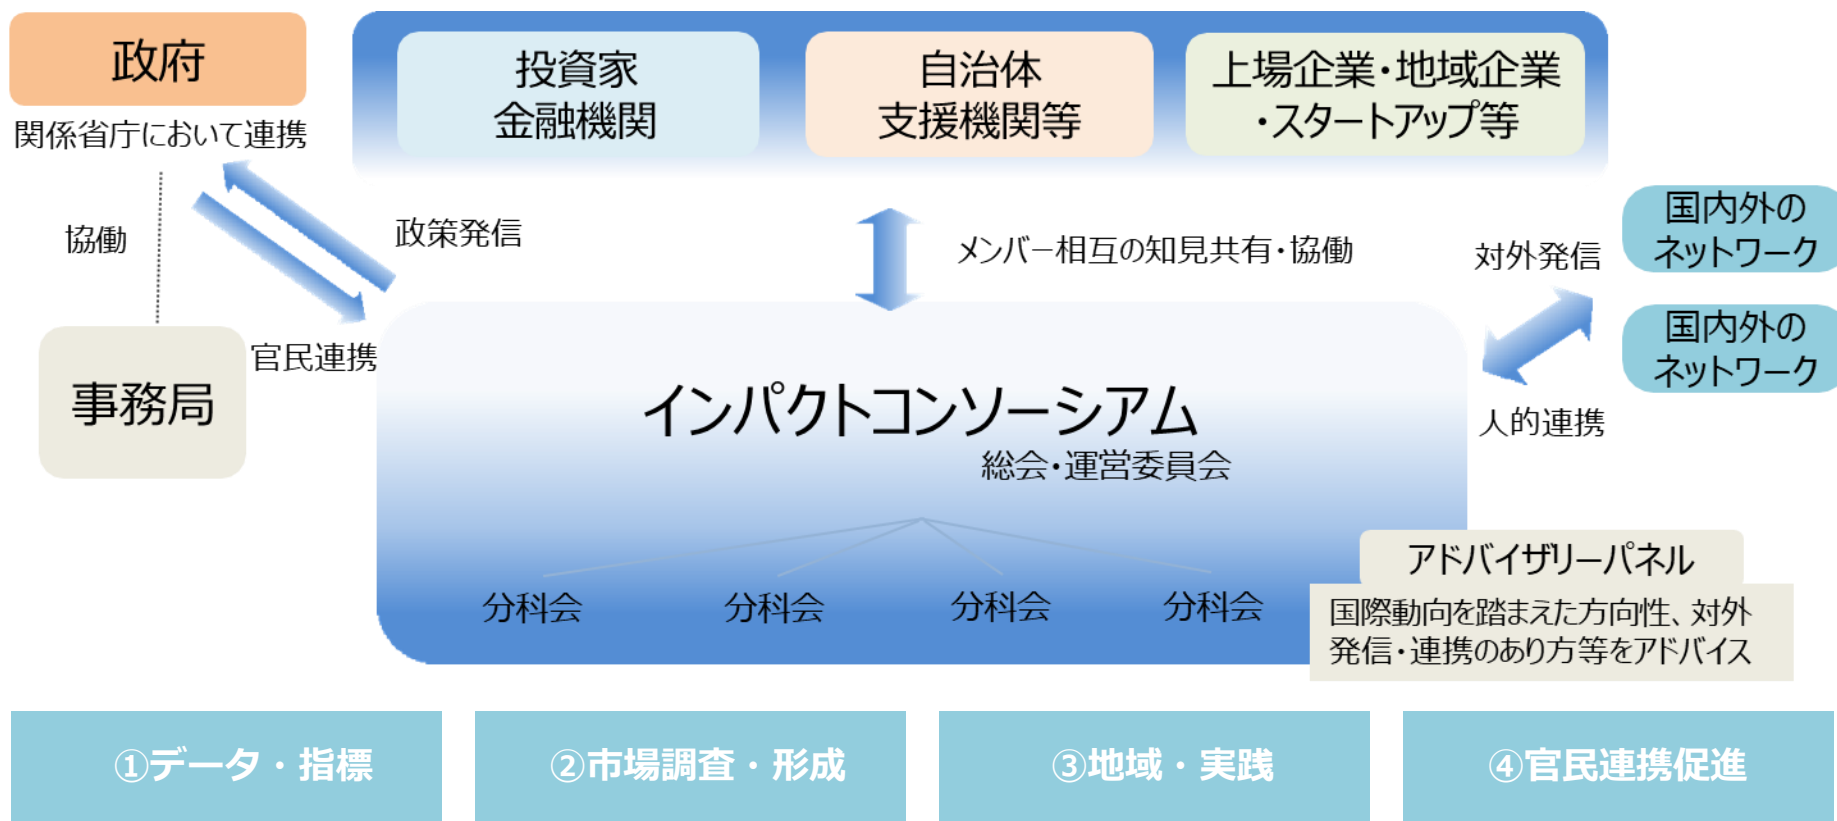 政府
関係省庁において連携
投資家
金融機関
自治体
支援機関等
上場企業・地域企業
・スタートアップ等
協働
政策発信
官民連携
メンバー相互の知見共有・協働
対外発信
人的連携
国内外の
ネットワーク
国内外の
ネットワーク
事務局
インパクトコンソーシアム
総会・運営委員会
分科会
分科会
分科会
分科会
アドバイザリーパネル
国際動向を踏まえた方向性、対外
発信・連携のあり方等をアドバイス
①データ・指標
②市場調査・形成
③地域・実践
④官民連携促進